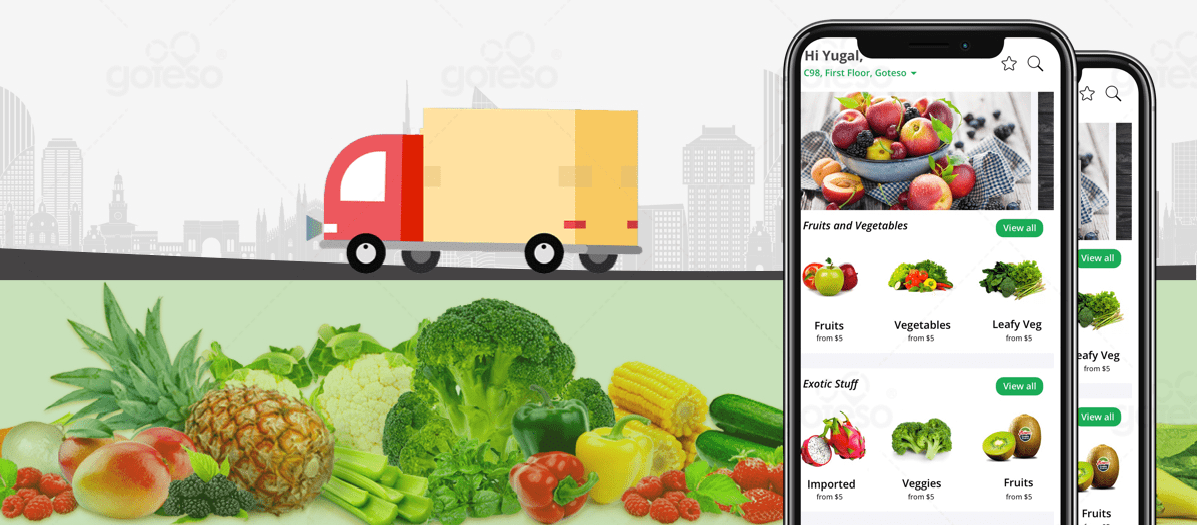 goteso
goteso
Hi Yugal,
C98, First Floor, Goteso
Fruits and Vegetables
View all
Fruits
from $5
Vegetables
from $5
Leafy Veg
from $5
Exotic Stuff
View all
Imported
from $5
Veggies
from $5
Fruits
from $5
View all
eafy Veg
from $5
View all
Fruits
from $5
goteso